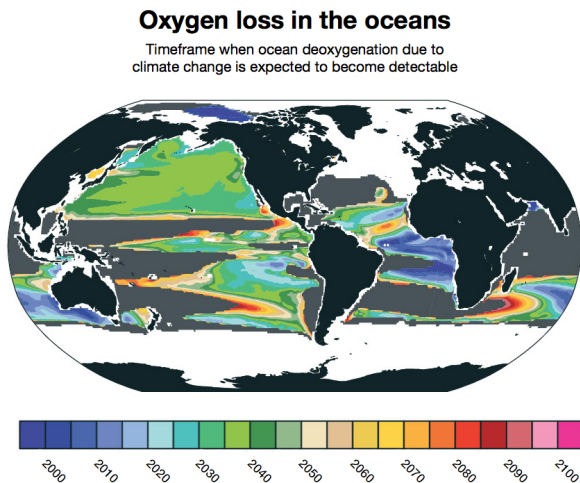 Oxygen loss in the oceans
Timeframe when ocean deoxygenation due to
climate change is expected to become detectable
2000 2010 2020 2030 2040 2050 2060 2070 2080 2090 2100